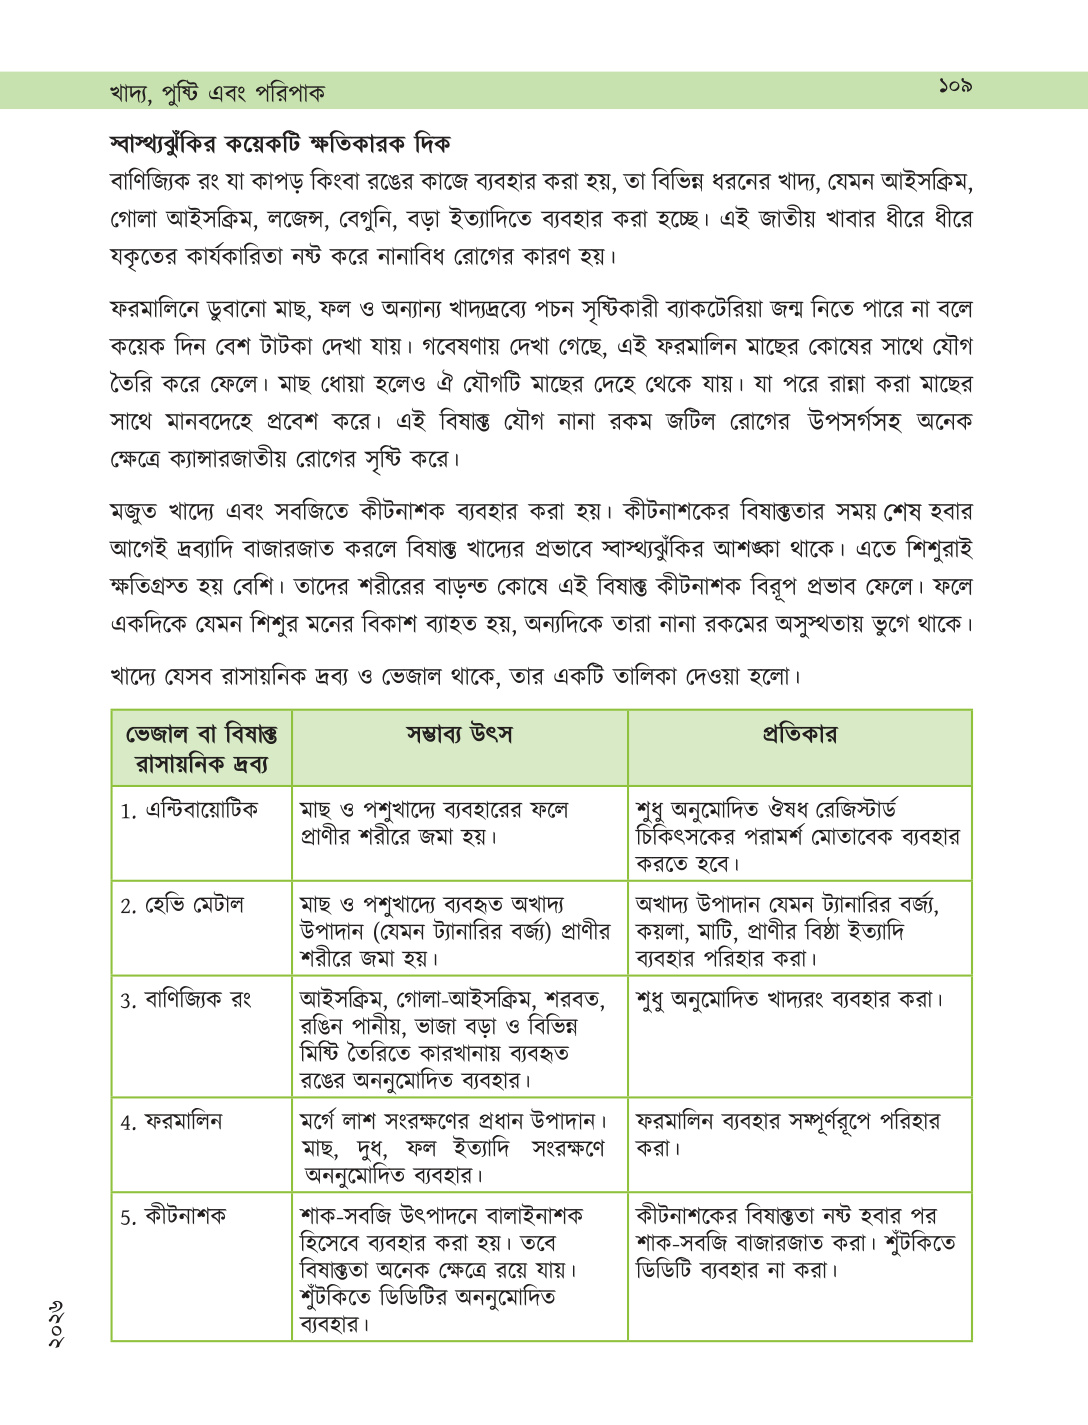 খাদ্য, পুষ্টি এবং পরিপাক
১০৯
স্বাস্থ্যঝুঁকির কয়েকটি ক্ষতিকারক দিক
বাণিজ্যিক রং যা কাপড় কিংবা রঙের কাজে ব্যবহার করা হয়, তা বিভিন্ন ধরনের খাদ্য, যেমন আইসক্রিম,
গোলা আইসক্রিম, লজেন্স, বেগুনি, বড়া ইত্যাদিতে ব্যবহার করা হচ্ছে। এই জাতীয় খাবার ধীরে ধীরে
যকৃতের কার্যকারিতা নষ্ট করে নানাবিধ রোগের কারণ হয়।
ফরমালিনে ডুবানো মাছ, ফল ও অন্যান্য খাদ্যদ্রব্যে পচন সৃষ্টিকারী ব্যাকটেরিয়া জন্ম নিতে পারে না বলে
কয়েক দিন বেশ টাটকা দেখা যায়। গবেষণায় দেখা গেছে, এই ফরমালিন মাছের কোষের সাথে যৌগ
তৈরি করে ফেলে। মাছ ধোয়া হলেও ঐ যৌগটি মাছের দেহে থেকে যায়। যা পরে রান্না করা মাছের
সাথে মানবদেহে প্রবেশ করে। এই বিষাক্ত যৌগ নানা রকম জটিল রোগের উপসর্গসহ অনেক
ক্ষেত্রে ক্যান্সারজাতীয় রোগের সৃষ্টি করে।
মজুত খাদ্যে এবং সবজিতে কীটনাশক ব্যবহার করা হয়। কীটনাশকের বিষাক্ততার সময় শেষ হবার
আগেই দ্রব্যাদি বাজারজাত করলে বিষাক্ত খাদ্যের প্রভাবে স্বাস্থ্যঝুঁকির আশঙ্কা থাকে। এতে শিশুরাই
ক্ষতিগ্রস্ত হয় বেশি। তাদের শরীরের বাড়ন্ত কোষে এই বিষাক্ত কীটনাশক বিরূপ প্রভাব ফেলে। ফলে
একদিকে যেমন শিশুর মনের বিকাশ ব্যাহত হয়, অন্যদিকে তারা নানা রকমের অসুস্থতায় ভুগে থাকে।
খাদ্যে যেসব রাসায়নিক দ্রব্য ও ভেজাল থাকে, তার একটি তালিকা দেওয়া হলো।
ভেজাল বা বিষাক্ত
রাসায়নিক দ্রব্য
সম্ভাব্য উৎস
প্রতিকার
1. এন্টিবায়োটিক
মাছ ও পশুখাদ্যে ব্যবহারের ফলে
প্রাণীর শরীরে জমা হয়।
শুধু অনুমোদিত ঔষধ রেজিস্টার্ড
চিকিৎসকের পরামর্শ মোতাবেক ব্যবহার
করতে হবে।
2. হেভি মেটাল
মাছ ও পশুখাদ্যে ব্যবহৃত অখাদ্য
উপাদান (যেমন ট্যানারির বর্জ্য) প্রাণীর
শরীরে জমা হয়।
অখাদ্য উপাদান যেমন ট্যানারির বর্জ্য,
কয়লা, মাটি, প্রাণীর বিষ্ঠা ইত্যাদি
ব্যবহার পরিহার করা।
3. বাণিজ্যিক রং
আইসক্রিম, গোলা-আইসক্রিম, শরবত,
রঙিন পানীয়, ভাজা বড়া ও বিভিন্ন
মিষ্টি তৈরিতে কারখানায় ব্যবহৃত
রঙের অননুমোদিত ব্যবহার।
শুধু অনুমোদিত খাদ্যরং ব্যবহার করা।
4. ফরমালিন
মর্গে লাশ সংরক্ষণের প্রধান উপাদান।
মাছ, দুধ, ফল ইত্যাদি সংরক্ষণে
অননুমোদিত ব্যবহার।
ফরমালিন ব্যবহার সম্পূর্ণরূপে পরিহার
করা।
5. কীটনাশক
শাক-সবজি উৎপাদনে বালাইনাশক
হিসেবে ব্যবহার করা হয়। তবে
বিষাক্ততা অনেক ক্ষেত্রে রয়ে যায়।
শুঁটকিতে ডিডিটির অননুমোদিত
ব্যবহার।
কীটনাশকের বিষাক্ততা নষ্ট হবার পর
শাক-সবজি বাজারজাত করা। শুঁটকিতে
ডিডিটি ব্যবহার না করা।
২০২৬